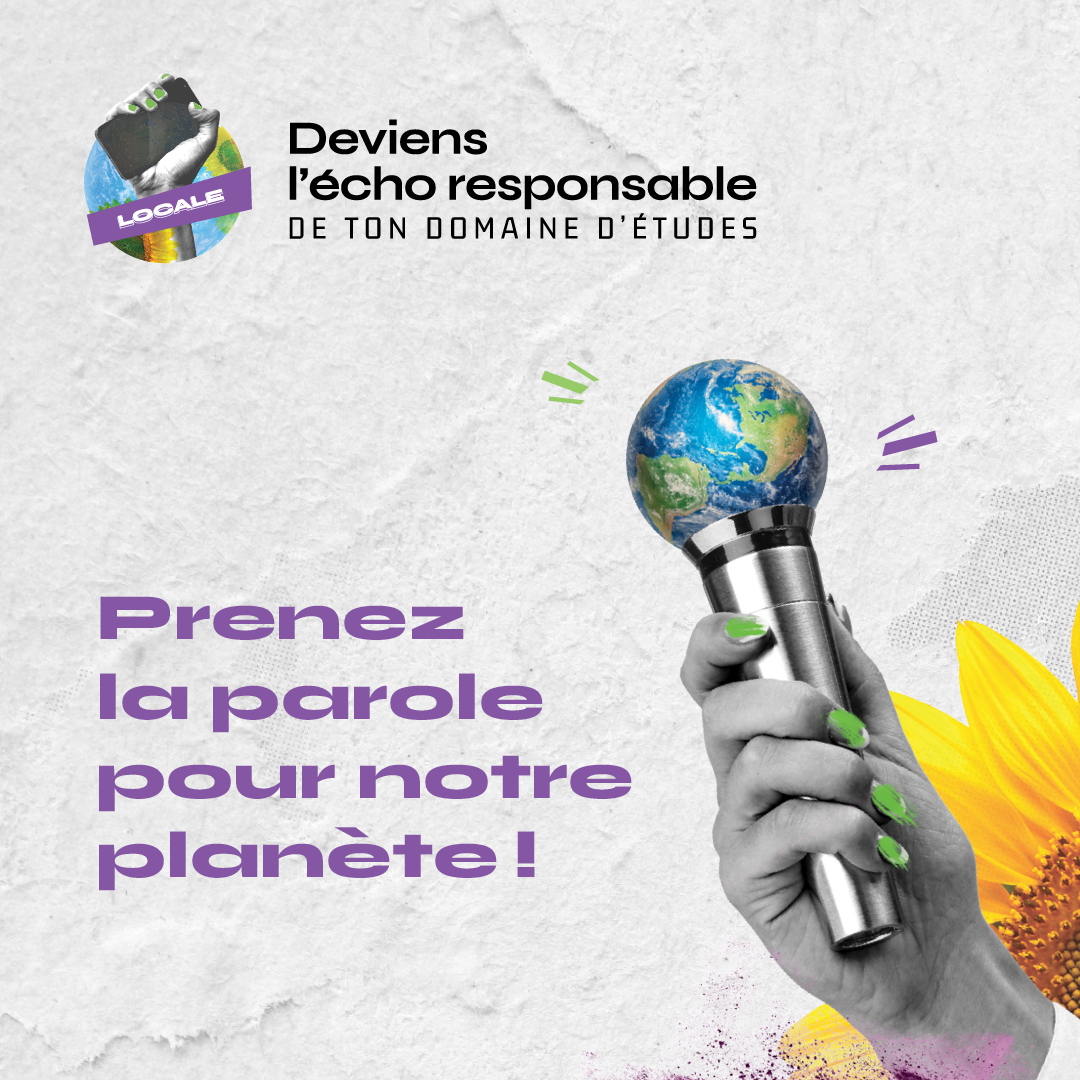 LOCALE
Deviens
l'écho responsable
DE TON DOMAINE D'ÉTUDES
Prenez
la parole
pour notre
planète !